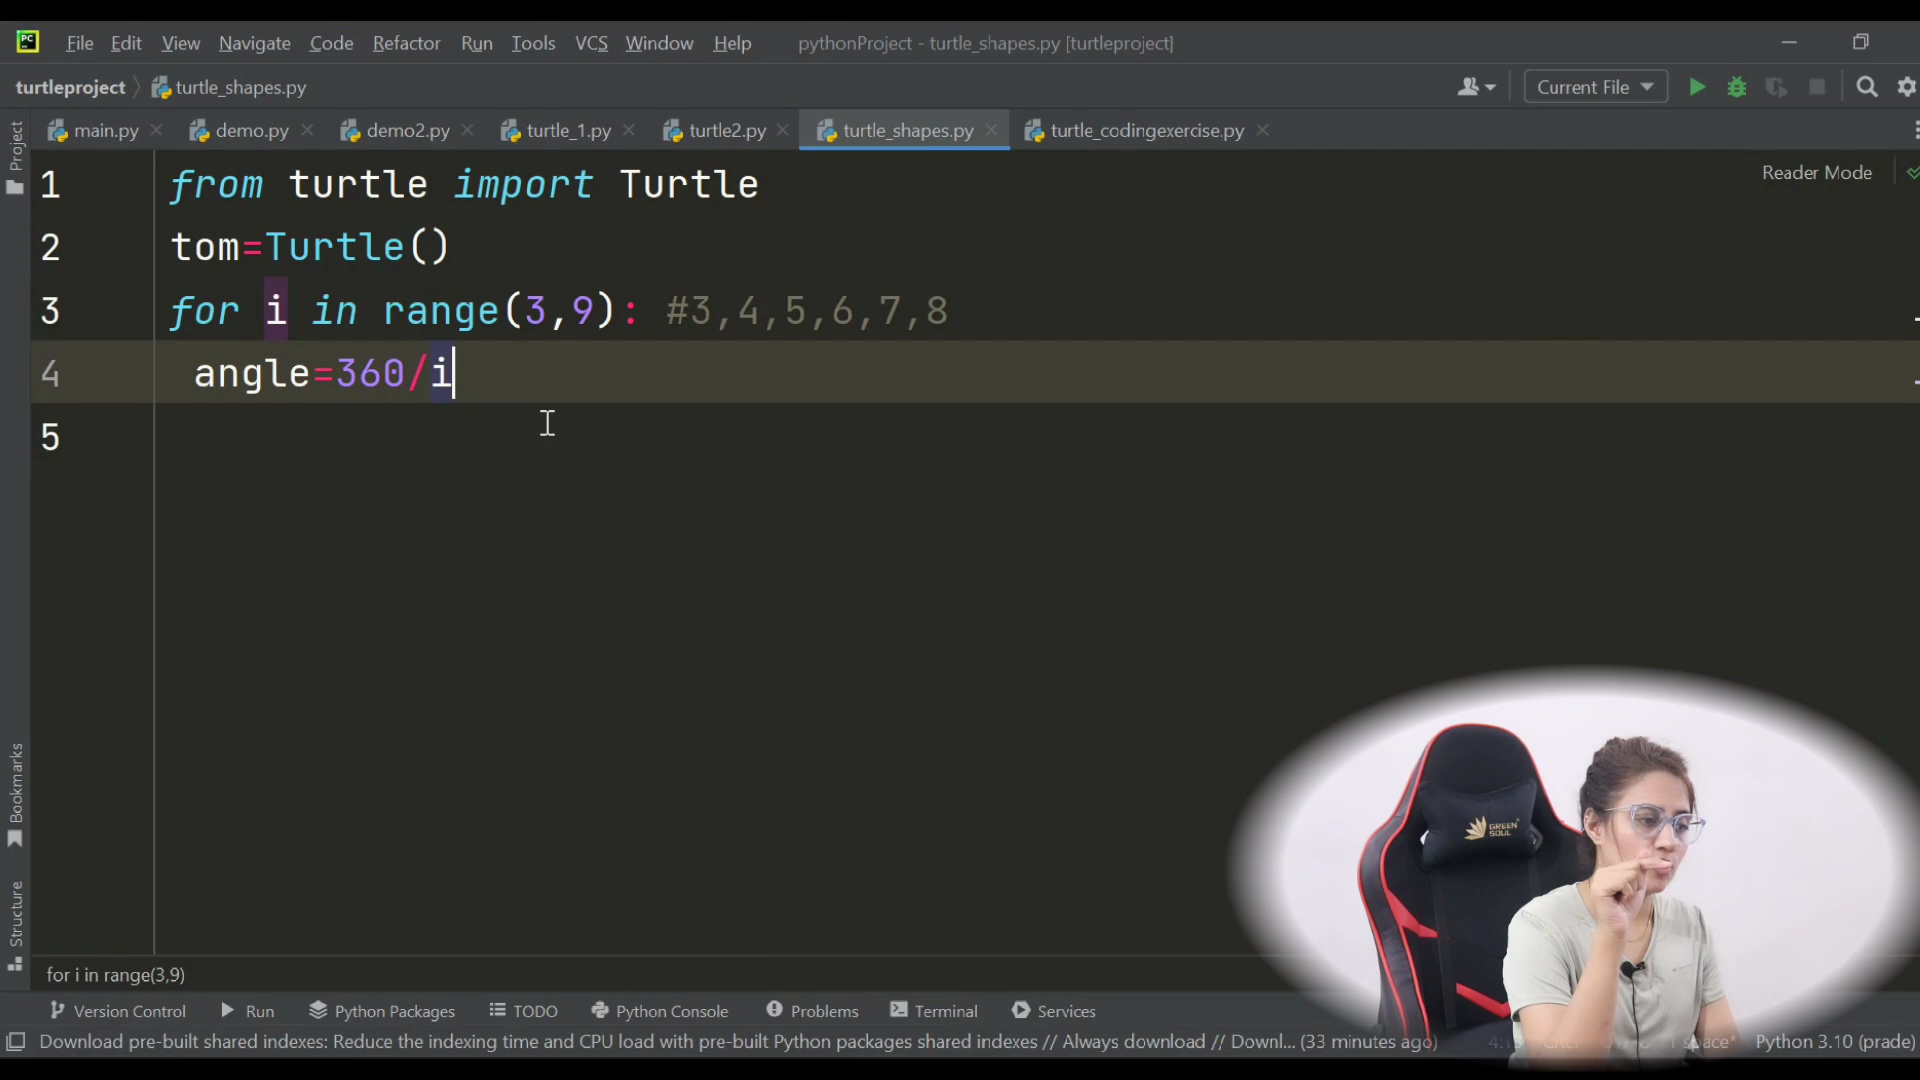 PC File Edit View Navigate Code Refactor Run Tools VCS Window Help pythonProject - turtle_shapes.py [turtleproject]
turtleproject turtle_shapes.py Current File
main.py demo.py demo2.py turtle_1.py turtle2.py turtle_shapes.py turtle_codingexercise.py
Project
Reader Mode
1 from turtle import Turtle
2 tom=Turtle()
3 for i in range(3,9): #3,4,5,6,7,8
4 angle=360/i
5
Bookmarks
Structure
GREEN
SOUL
for i in range(3,9)
Version Control Run Python Packages TODO Python Console Problems Terminal Services
Download pre-built shared indexes: Reduce the indexing time and CPU load with pre-built Python packages shared indexes // Always download // Downl... (33 minutes ago) Python 3.10 (prade)